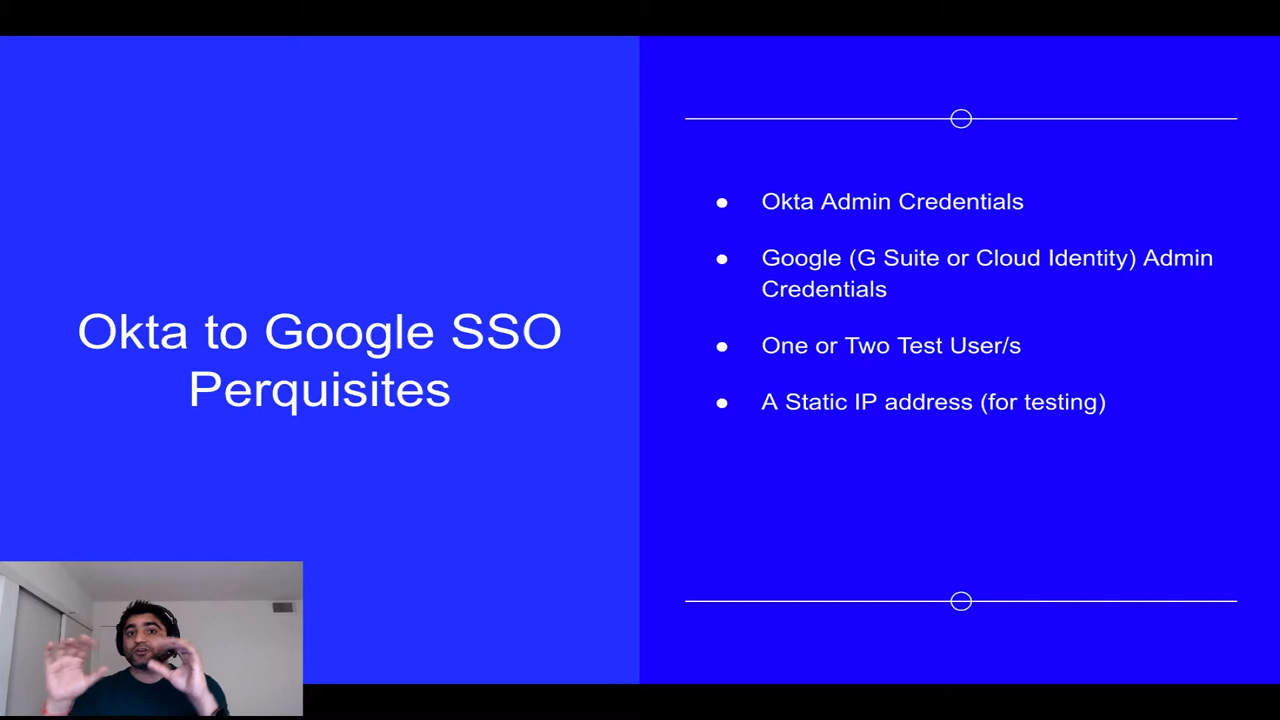 Okta to Google SSO
Perquisites
● Okta Admin Credentials
● Google (G Suite or Cloud Identity) Admin
Credentials
● One or Two Test User/s
● A Static IP address (for testing)